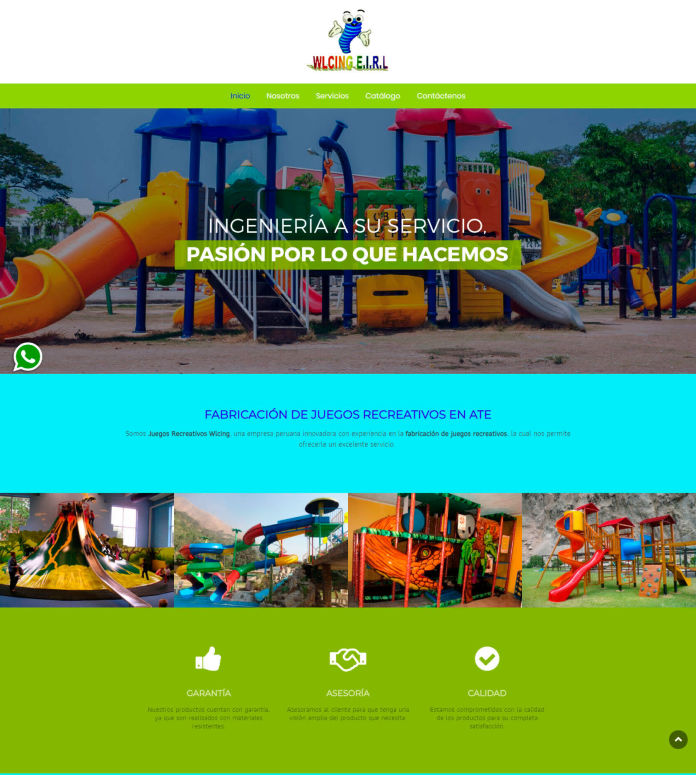 WLCING E.I.R.L
Inicio Nosotros Servicios Catálogo Contáctenos
INGENIERÍA A SU SERVICIO,
PASIÓN POR LO QUE HACEMOS
FABRICACIÓN DE JUEGOS RECREATIVOS EN ATE
Somos Juegos Recreativos Wlcing, una empresa peruana innovadora con experiencia en la fabricación de juegos recreativos, lo cual nos permite
ofrecerle un excelente servicio.
GARANTÍA
Nuestros productos cuentan con garantía,
ya que son realizados con materiales
resistentes.
ASESORÍA
Asesoramos al cliente para que tenga una
visión amplia del producto que necesita.
CALIDAD
Estamos comprometidos con la calidad
de los productos para su completa
satisfacción.